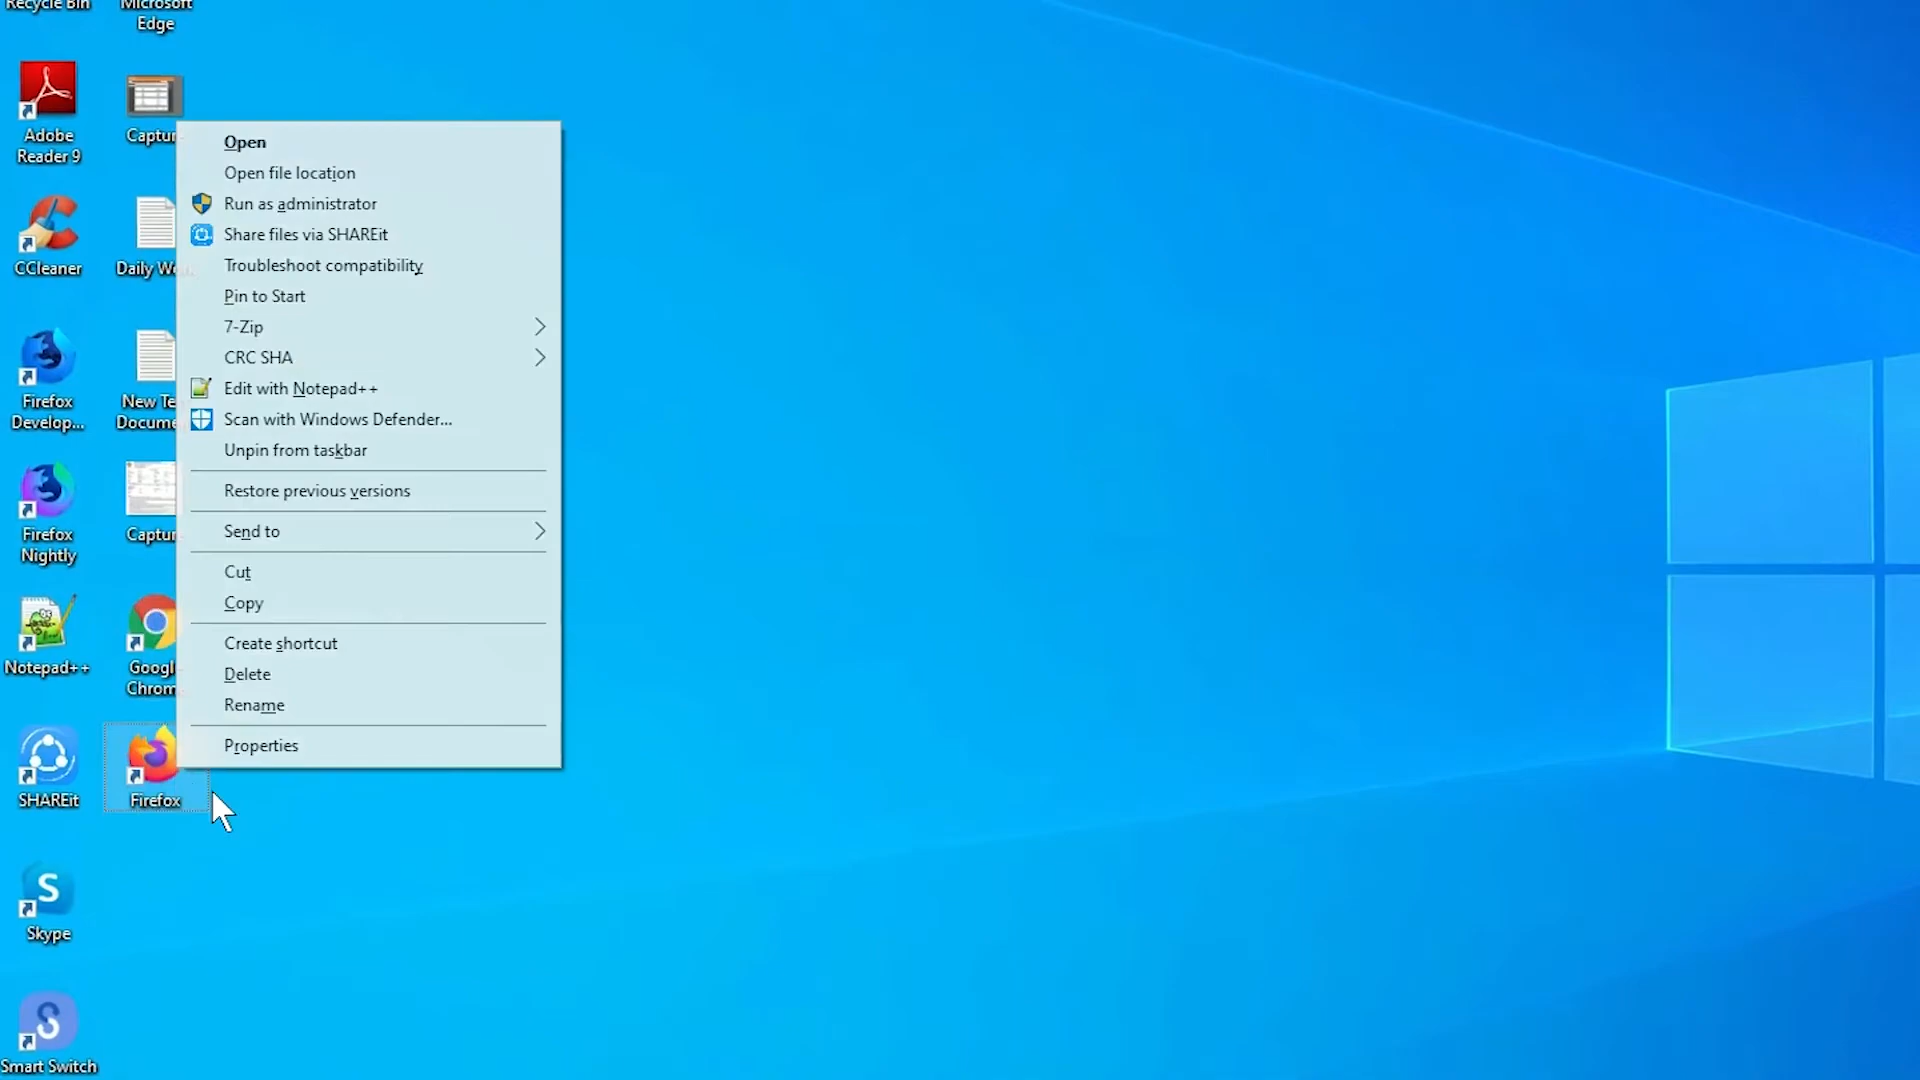 Recycle Bin
Microsoft
Edge
Adobe
Reader 9
Captur
CCleaner
Daily Wo
Firefox
Develop...
New Te
Docume
Firefox
Nightly
Captur
Notepad++
Googl
Chrom
SHAREit
Firefox
Skype
Smart Switch
Open
Open file location
Run as administrator
Share files via SHAREit
Troubleshoot compatibility
Pin to Start
7-Zip
CRC SHA
Edit with Notepad++
Scan with Windows Defender...
Unpin from taskbar
Restore previous versions
Send to
Cut
Copy
Create shortcut
Delete
Rename
Properties